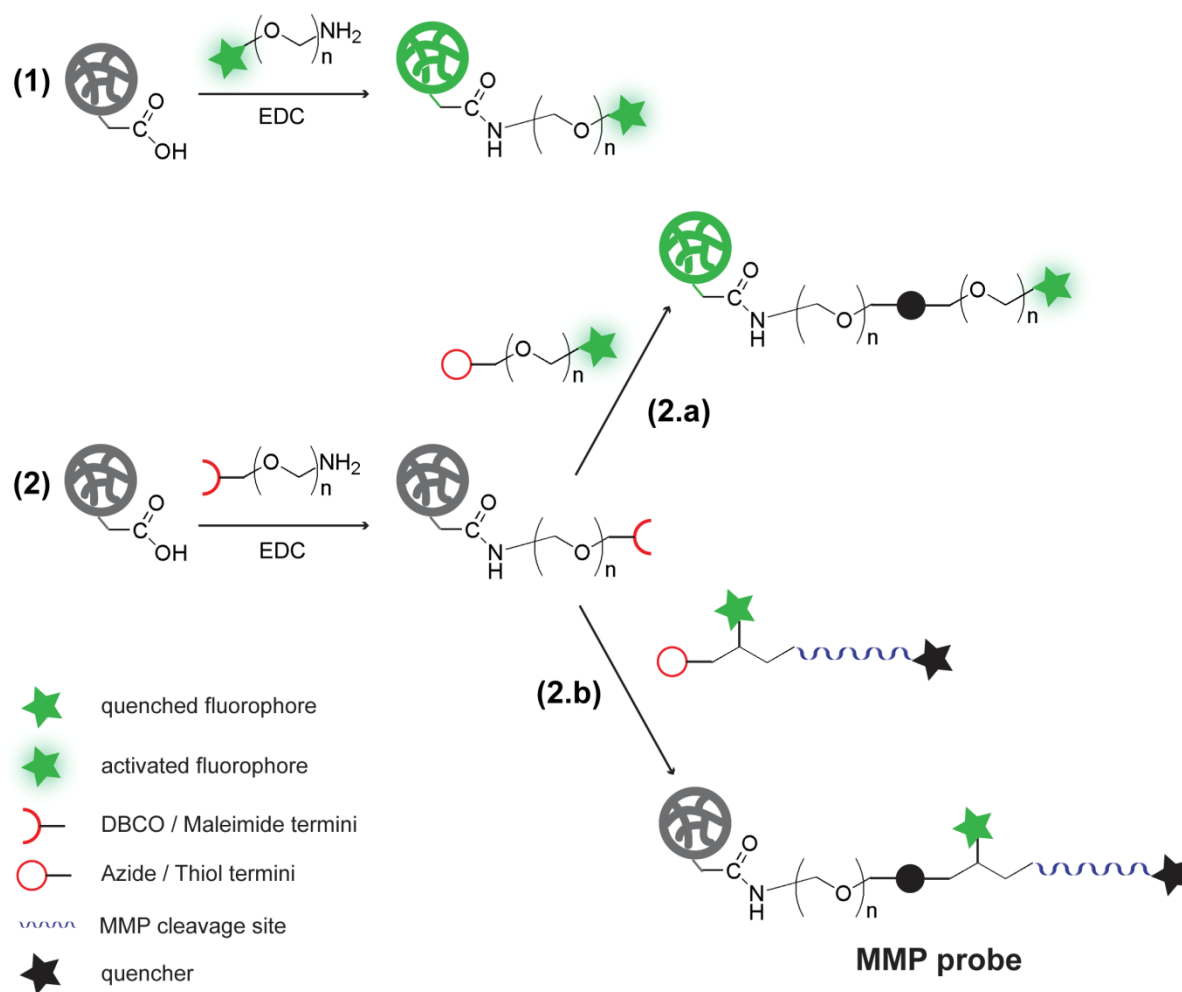 (1)
C
O
OH
O
n
NH2
EDC
C
O
N
H
O
n
C
O
N
H
O
n
O
n
O
n
(2.a)
(2)
C
O
OH
O
n
NH2
EDC
C
O
N
H
O
n
(2.b)
quenched fluorophore
activated fluorophore
DBCO / Maleimide termini
Azide / Thiol termini
MMP cleavage site
quencher
C
O
N
H
O
n
MMP probe